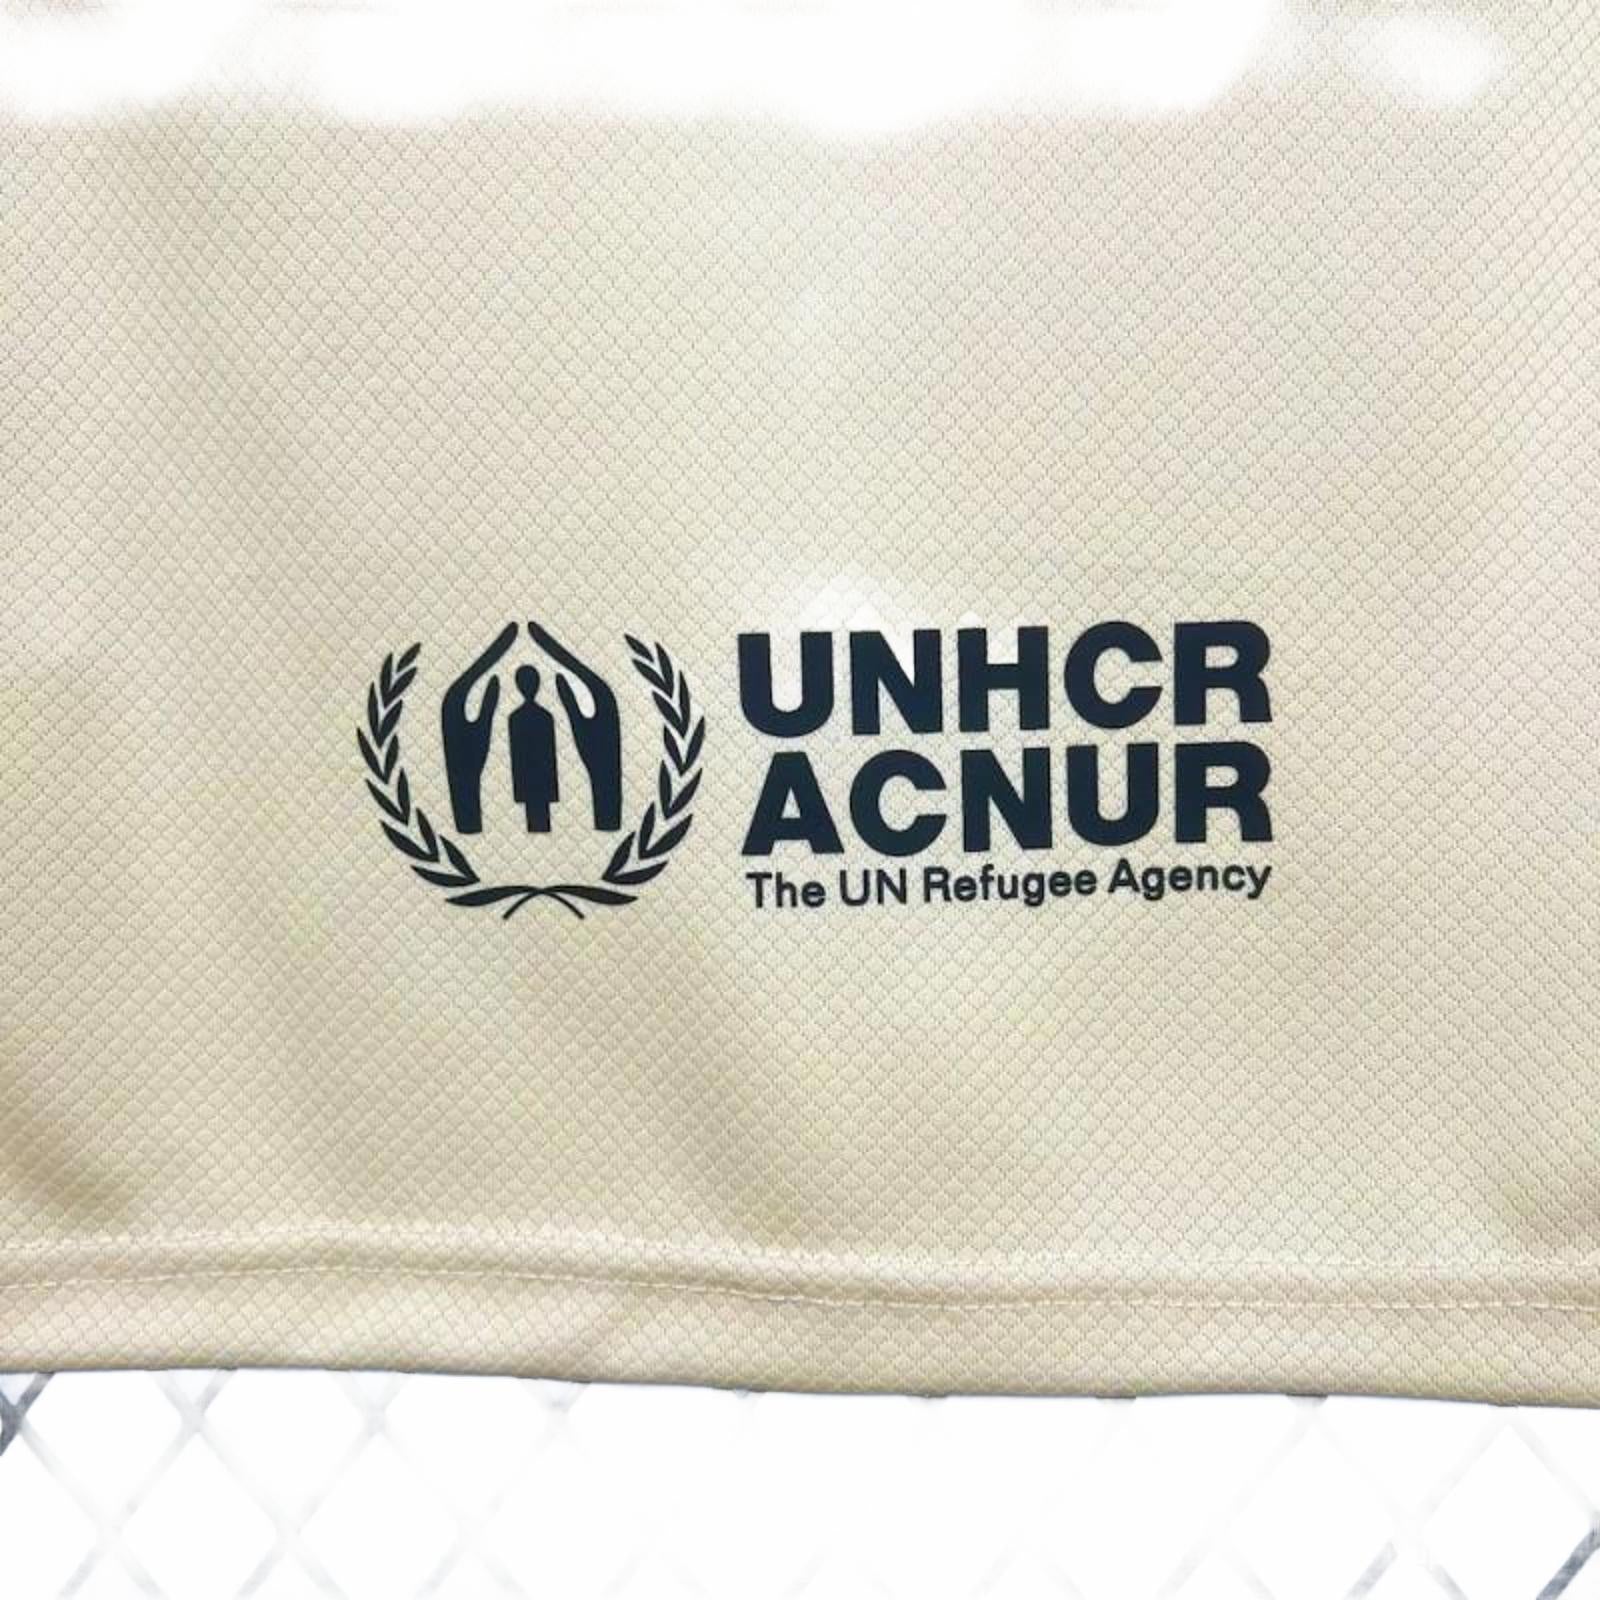 UNHCR
ACNUR
The UN Refugee Agency